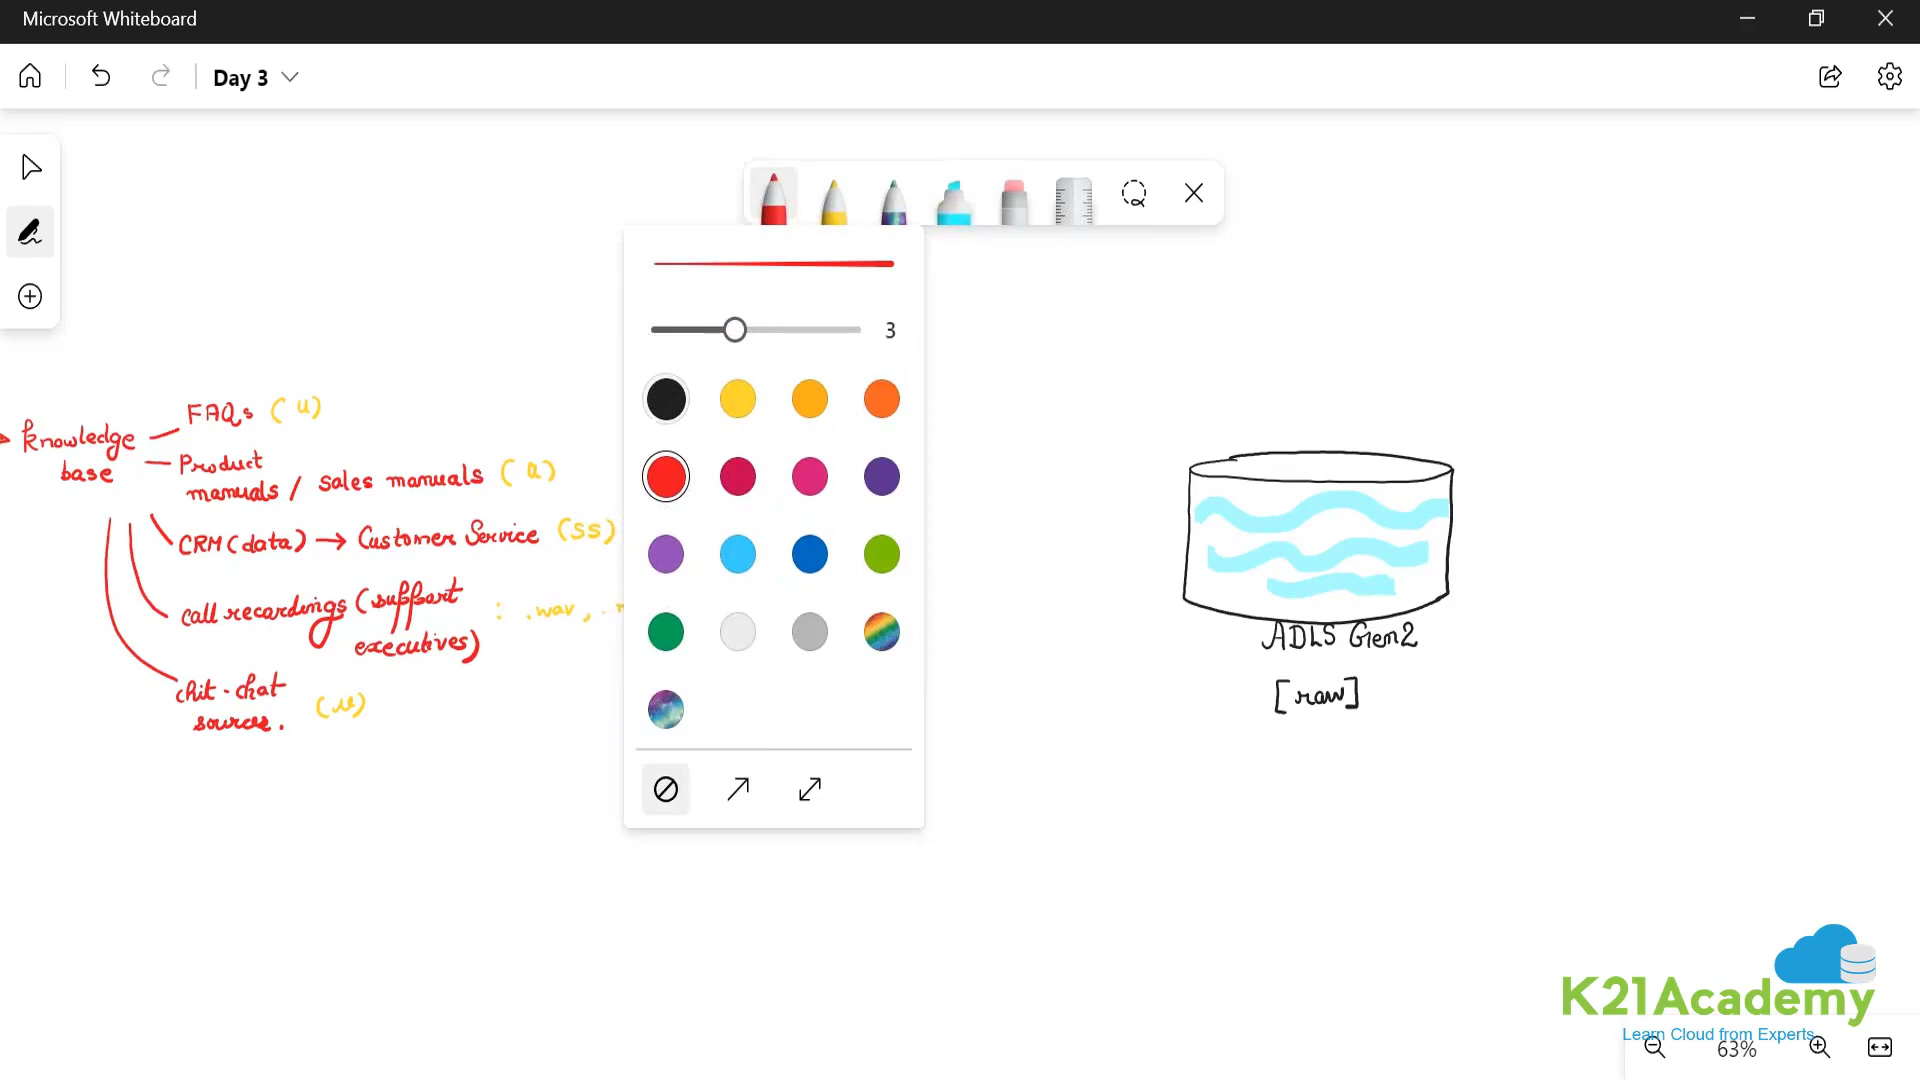 Microsoft Whiteboard
Day 3
3
FAQs (u)
knowledge
base
Product
manuals / sales manuals (u)
CRM(data) → Customer Service (SS)
call recordings (support
executives)
: .wav, .
chit-chat
sources.
(u)
ADLS Gen2
[raw]
K21Academy
Learn Cloud from Experts
63%